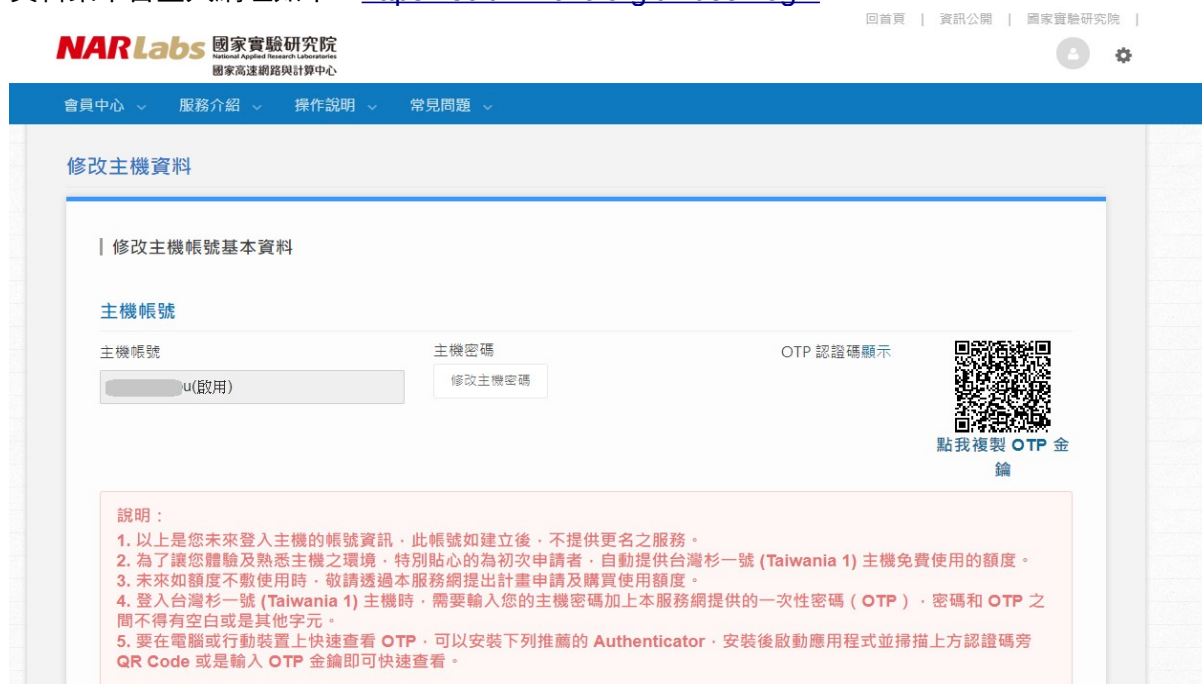 回首頁 | 資訊公開 | 國家實驗研究院 |
NARLabs 國家實驗研究院
National Applied Research Laboratories
國家高速網路與計算中心
會員中心 服務介紹 操作說明 常見問題
修改主機資料
修改主機帳號基本資料
主機帳號
主機帳號 主機密碼 OTP 認證碼顯示
u(啟用) 修改主機密碼
點我複製 OTP 金
鑰
說明：
1. 以上是您未來登入主機的帳號資訊，此帳號如建立後，不提供更名之服務。
2. 為了讓您體驗及熟悉主機之環境，特別貼心的為初次申請者，自動提供台灣杉一號 (Taiwania 1) 主機免費使用的額度。
3. 未來如額度不敷使用時，敬請透過本服務網提出計畫申請及購買使用額度。
4. 登入台灣杉一號 (Taiwania 1) 主機時，需要輸入您的主機密碼加上本服務網提供的一次性密碼（OTP），密碼和 OTP 之
間不得有空白或是其他字元。
5. 要在電腦或行動裝置上快速查看 OTP，可以安裝下列推薦的 Authenticator，安裝後啟動應用程式並掃描上方認證碼旁
QR Code 或是輸入 OTP 金鑰即可快速查看。